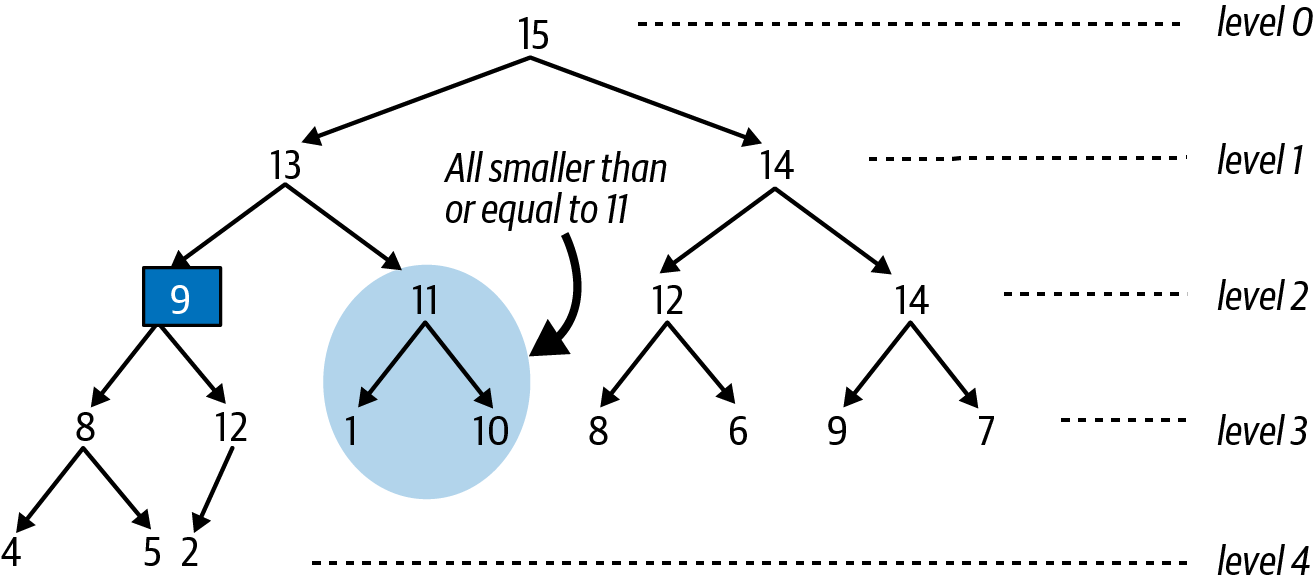 15 level 0
13 14 level 1
All smaller than
or equal to 11
9 11 12 14 level 2
8 12 1 10 8 6 9 7 level 3
4 5 2 level 4